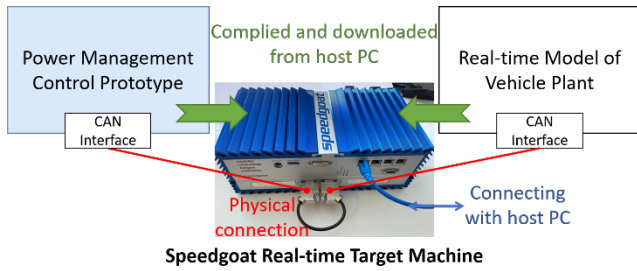 Power Management
Control Prototype
CAN
Interface
Complied and downloaded
from host PC
Real-time Model of
Vehicle Plant
CAN
Interface
speedgoat
Physical
connection
Connecting
with host PC
Speedgoat Real-time Target Machine